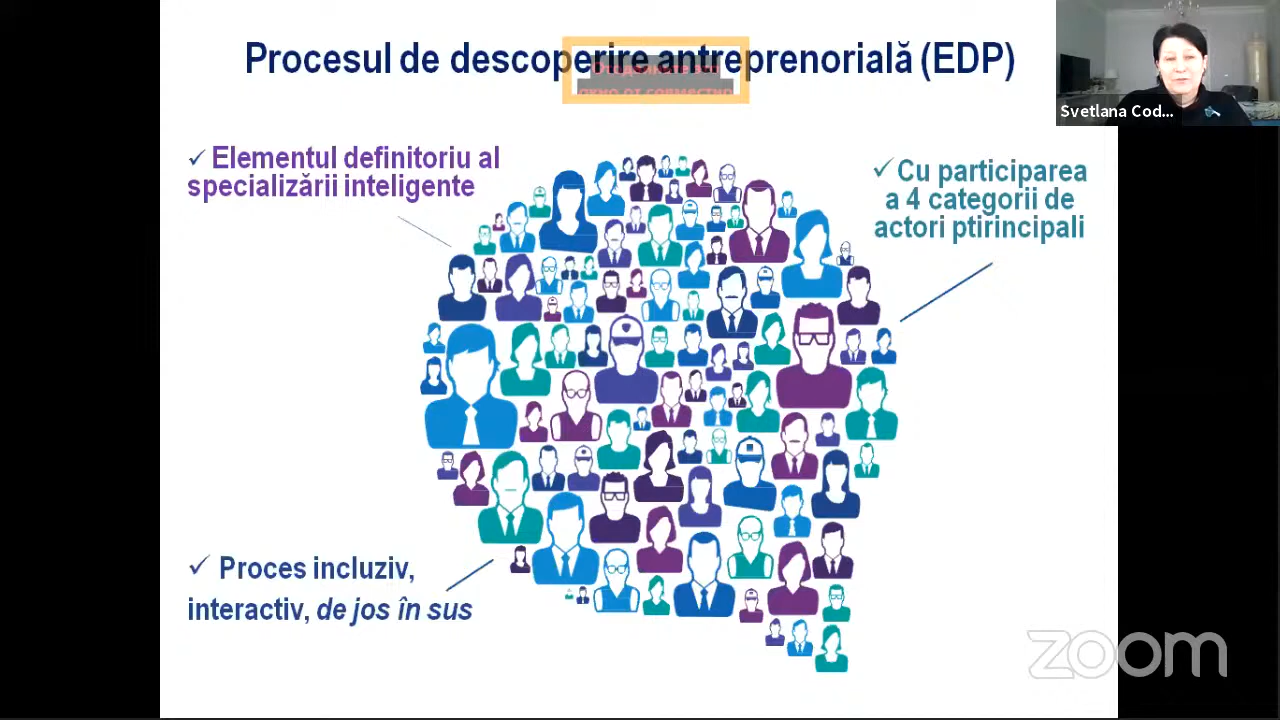 Procesul de descoperire antreprenorială (EDP)
Svetlana Cod...
✓ Elementul definitoriu al
specializării inteligente
✓ Cu participarea
a 4 categorii de
actori ptirincipali
✓ Proces incluziv,
interactiv, de jos în sus
zoom